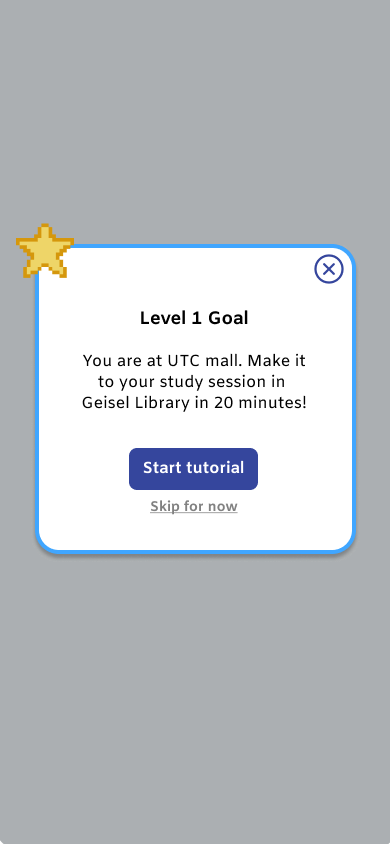 Level 1 Goal
You are at UTC mall. Make it
to your study session in
Geisel Library in 20 minutes!
Start tutorial
Skip for now